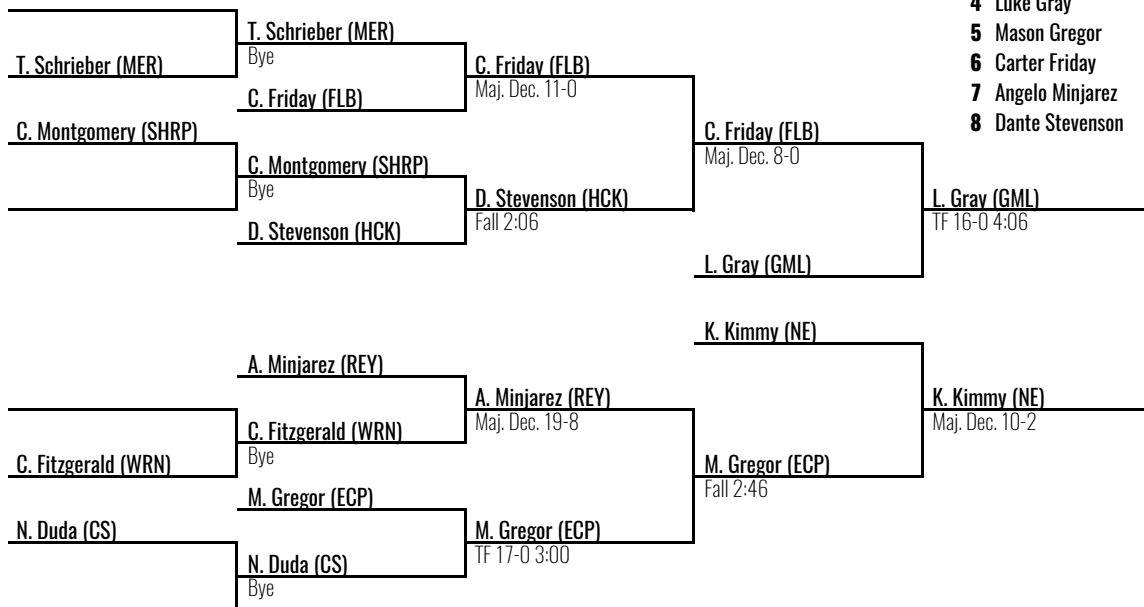 4 Luke Gray
5 Mason Gregor
6 Carter Friday
7 Angelo Minjarez
8 Dante Stevenson
T. Schrieber (MER)
T. Schrieber (MER)
Bye
C. Friday (FLB)
C. Friday (FLB)
Maj. Dec. 11-0
C. Montgomery (SHRP)
C. Montgomery (SHRP)
Bye
D. Stevenson (HCK)
D. Stevenson (HCK)
Fall 2:06
C. Friday (FLB)
Maj. Dec. 8-0
L. Gray (GML)
L. Gray (GML)
TF 16-0 4:06
K. Kimmy (NE)
A. Minjarez (REY)
C. Fitzgerald (WRN)
C. Fitzgerald (WRN)
Bye
A. Minjarez (REY)
Maj. Dec. 19-8
M. Gregor (ECP)
N. Duda (CS)
N. Duda (CS)
Bye
M. Gregor (ECP)
TF 17-0 3:00
M. Gregor (ECP)
Fall 2:46
K. Kimmy (NE)
Maj. Dec. 10-2